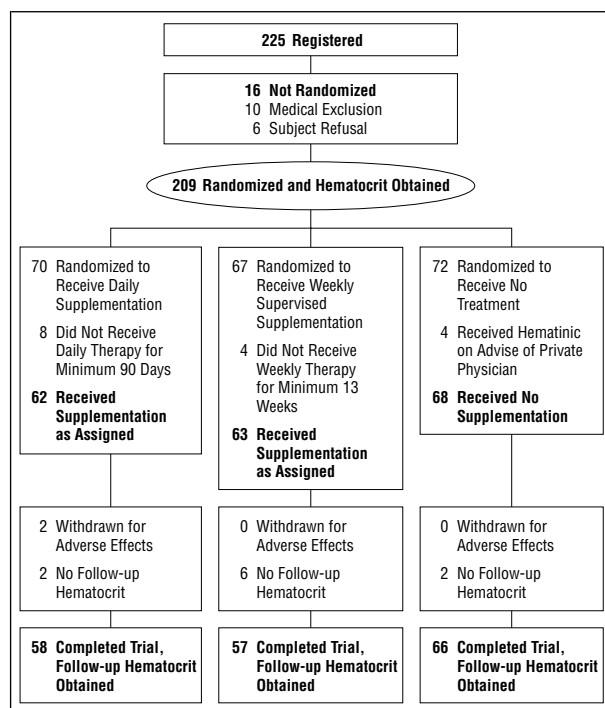 225 Registered
16 Not Randomized
10 Medical Exclusion
6 Subject Refusal
209 Randomized and Hematocrit Obtained
70 Randomized to
Receive Daily
Supplementation
8 Did Not Receive
Daily Therapy for
Minimum 90 Days
62 Received
Supplementation
as Assigned
67 Randomized to
Receive Weekly
Supervised
Supplementation
4 Did Not Receive
Weekly Therapy
for Minimum 13
Weeks
63 Received
Supplementation
as Assigned
72 Randomized to
Receive No
Treatment
4 Received Hematinic
on Advise of Private
Physician
68 Received No
Supplementation
2 Withdrawn for
Adverse Effects
2 No Follow-up
Hematocrit
0 Withdrawn for
Adverse Effects
6 No Follow-up
Hematocrit
0 Withdrawn for
Adverse Effects
2 No Follow-up
Hematocrit
58 Completed Trial,
Follow-up Hematocrit
Obtained
57 Completed Trial,
Follow-up Hematocrit
Obtained
66 Completed Trial,
Follow-up Hematocrit
Obtained